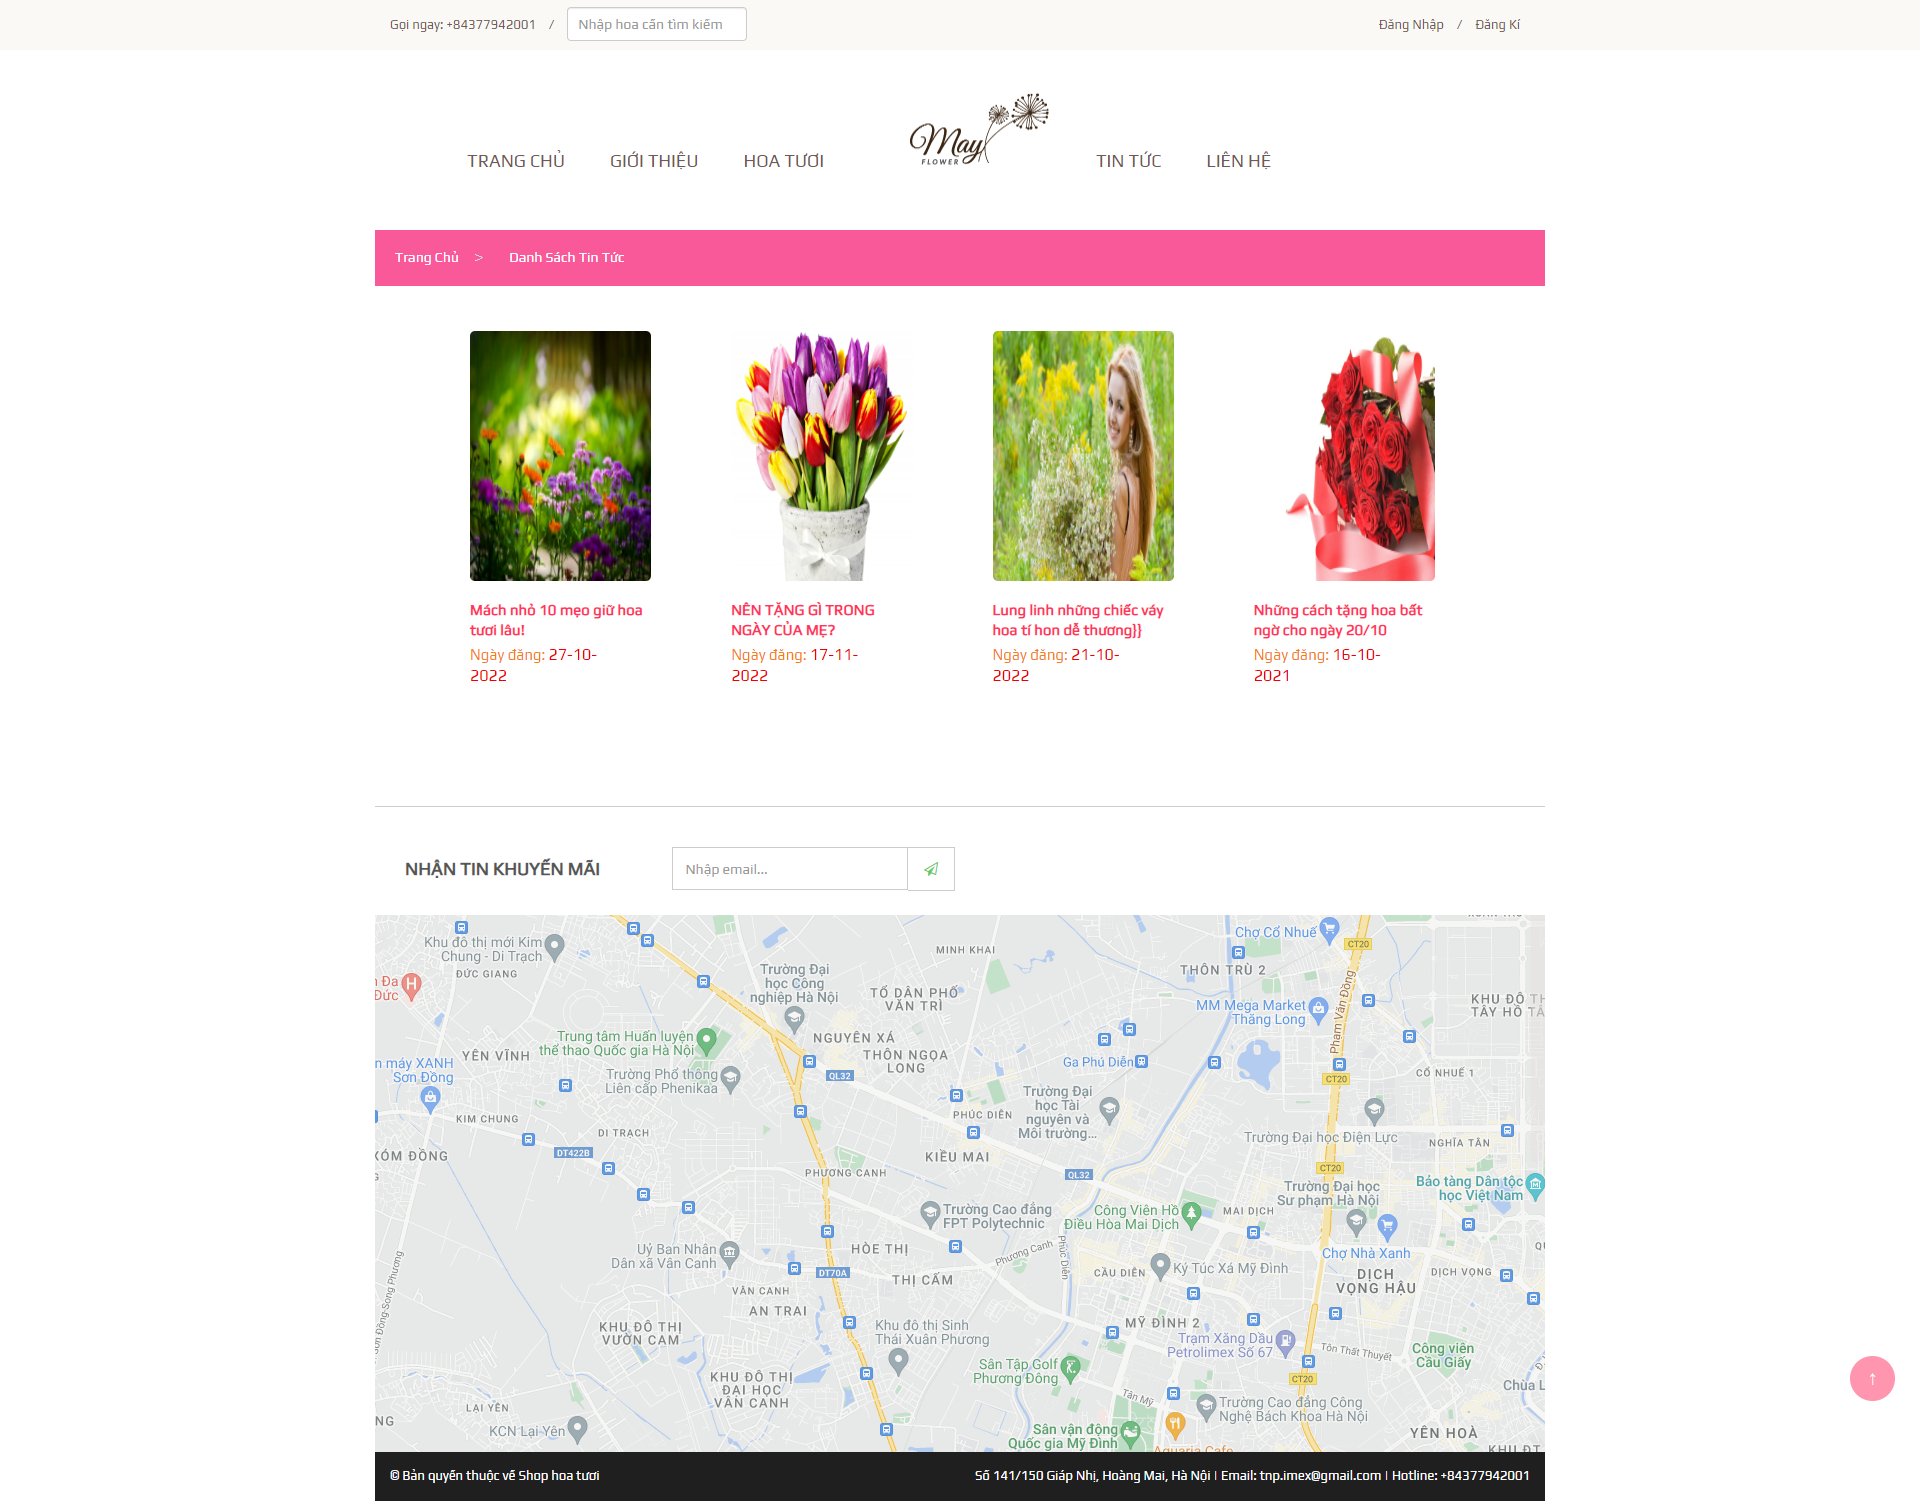 Gọi ngay: +84377942001 / Nhập hoa cần tìm kiếm
Đăng Nhập / Đăng Kí
May
FLOWER
TRANG CHỦ GIỚI THIỆU HOA TƯƠI TIN TỨC LIÊN HỆ
Trang Chủ > Danh Sách Tin Tức
Mách nhỏ 10 mẹo giữ hoa
tươi lâu!
Ngày đăng: 27-10-
2022
NÊN TẶNG GÌ TRONG
NGÀY CỦA MẸ?
Ngày đăng: 17-11-
2022
Lung linh những chiếc váy
hoa tí hon dễ thương}}
Ngày đăng: 21-10-
2022
Những cách tặng hoa bất
ngờ cho ngày 20/10
Ngày đăng: 16-10-
2021
NHẬN TIN KHUYẾN MÃI
Nhập email...
Khu đô thị mới Kim
Chung - Di Trạch
ĐỨC GIANG
Trường Đại
học Công
nghiệp Hà Nội
MINH KHAI
TỔ DÂN PHỐ
VĂN TRÌ
Chợ Cổ Nhuế
CT20
THÔN TRÙ 2
MM Mega Market
Thăng Long
Phạm Văn Đồng
Trung tâm Huấn luyện
thể thao Quốc gia Hà Nội
NGUYÊN XÁ
THÔN NGỌA
LONG
YÊN VĨNH
Sơn Đồng
Trường Phổ thông
Liên cấp Phenikaa
QL32
Ga Phú Diễn
CT20
CỔ NHUẾ 1
Trường Đại
học Tài
nguyên và
Môi trường...
PHÚC DIỄN
KIM CHUNG
DI TRẠCH
DT422B
Trường Đại học Điện Lực
NGHĨA TÂN
KIỀU MAI
PHƯƠNG CANH
QL32
CT20
Bảo tàng Dân tộc
học Việt Nam
Trường Đại học
Sư phạm Hà Nội
Trường Cao đẳng
FPT Polytechnic
Công Viên Hồ
Điều Hòa Mai Dịch
MAI DỊCH
Uỷ Ban Nhân
Dân xã Vân Canh
HÒE THỊ
Phương Canh
Phúc Diễn
Chợ Nhà Xanh
DT70A
THỊ CẤM
CẦU DIỄN
Ký Túc Xá Mỹ Đình
DỊCH
VỌNG HẬU
DỊCH VỌNG
VÂN CANH
AN TRAI
KHU ĐÔ THỊ
VƯỜN CAM
Khu đô thị Sinh
Thái Xuân Phương
MỸ ĐÌNH 2
Trạm Xăng Dầu
Petrolimex Số 67
Tôn Thất Thuyết
Công viên
Cầu Giấy
Sân Tập Golf
Phương Đông
KHU ĐÔ THỊ
ĐẠI HỌC
VÂN CANH
CT20
Tân Mỹ
LẠI YÊN
KCN Lại Yên
Trường Cao đẳng Công
Nghệ Bách Khoa Hà Nội
Sân vận động
Quốc gia Mỹ Đình
YÊN HOÀ
Aquaria Cafe
↑
© Bản quyền thuộc về Shop hoa tươi
Số 141/150 Giáp Nhị, Hoàng Mai, Hà Nội | Email: tnp.imex@gmail.com | Hotline: +84377942001